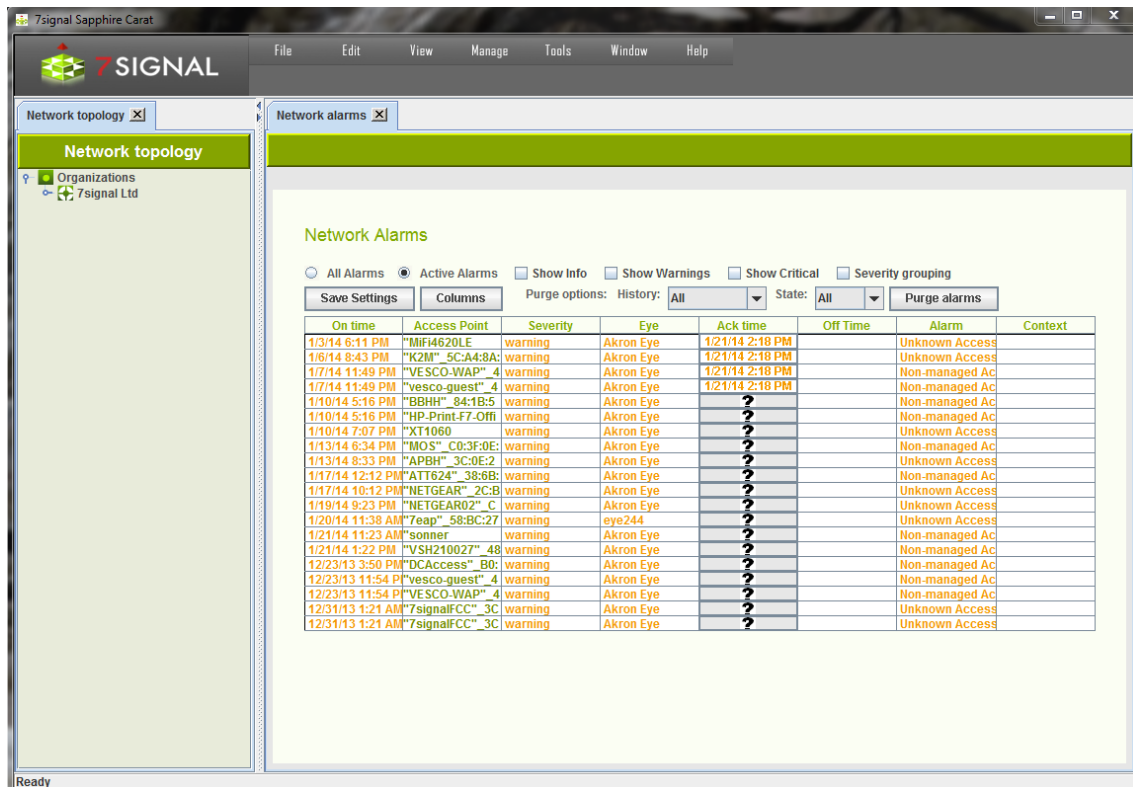 7signal Sapphire Carat
7SIGNAL
File Edit View Manage Tools Window Help
Network topology
Network alarms
Network topology
Organizations
7signal Ltd
Network Alarms
All Alarms Active Alarms Show Info Show Warnings Show Critical Severity grouping
Save Settings Columns Purge options: History: All State: All Purge alarms
On time Access Point Severity Eye Ack time Off Time Alarm Context
1/3/14 6:11 PM "MiFi4620LE warning Akron Eye 1/21/14 2:18 PM Unknown Access
1/6/14 8:43 PM "K2M"_5C:A4:8A: warning Akron Eye 1/21/14 2:18 PM Unknown Access
1/7/14 11:49 PM "VESCO-WAP"_4 warning Akron Eye 1/21/14 2:18 PM Non-managed Ac
1/7/14 11:49 PM "vesco-guest"_4 warning Akron Eye 1/21/14 2:18 PM Non-managed Ac
1/10/14 5:16 PM "BBHH"_84:1B:5 warning Akron Eye ? Non-managed Ac
1/10/14 5:16 PM "HP-Print-F7-Offi warning Akron Eye ? Non-managed Ac
1/10/14 7:07 PM "XT1060 warning Akron Eye ? Unknown Access
1/13/14 6:34 PM "MOS"_C0:3F:0E: warning Akron Eye ? Non-managed Ac
1/13/14 8:33 PM "APBH"_3C:0E:2 warning Akron Eye ? Unknown Access
1/17/14 12:12 PM "ATT624"_38:6B: warning Akron Eye ? Non-managed Ac
1/17/14 10:12 PM "NETGEAR"_2C:B warning Akron Eye ? Unknown Access
1/19/14 9:23 PM "NETGEAR02"_C warning Akron Eye ? Unknown Access
1/20/14 11:38 AM "7eap"_58:BC:27 warning eye244 ? Unknown Access
1/21/14 11:23 AM "sonner warning Akron Eye ? Non-managed Ac
1/21/14 1:22 PM "VSH210027"_48 warning Akron Eye ? Non-managed Ac
12/23/13 3:50 PM "DCAccess"_B0: warning Akron Eye ? Non-managed Ac
12/23/13 11:54 P "vesco-guest"_4 warning Akron Eye ? Non-managed Ac
12/23/13 11:54 P "VESCO-WAP"_4 warning Akron Eye ? Non-managed Ac
12/31/13 1:21 AM "7signalFCC"_3C warning Akron Eye ? Unknown Access
12/31/13 1:21 AM "7signalFCC"_3C warning Akron Eye ? Unknown Access
Ready